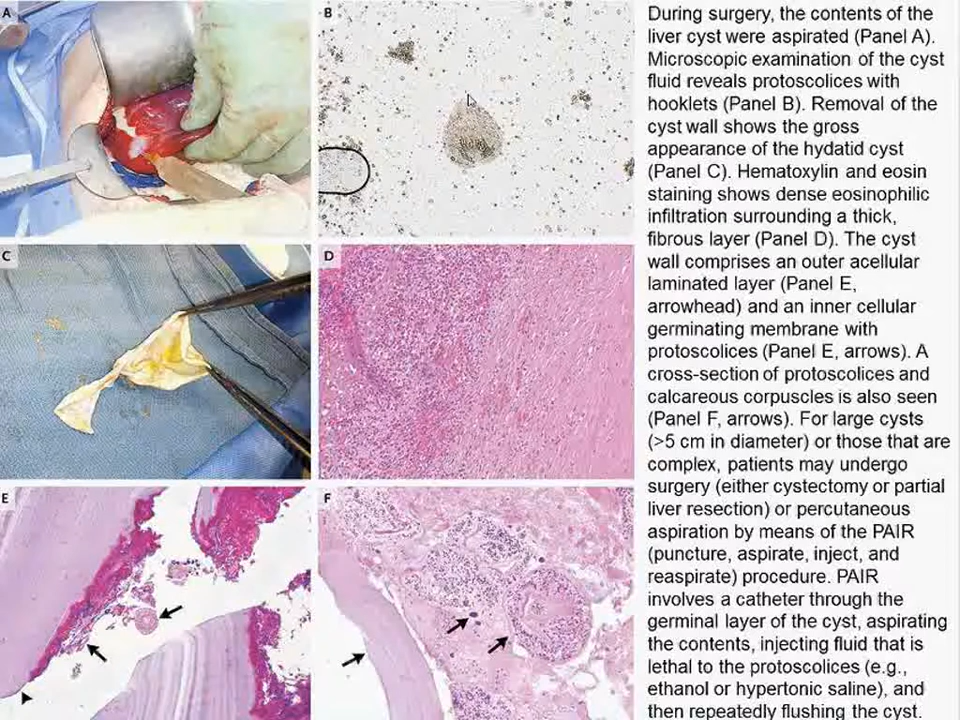 A
B
During surgery, the contents of the
liver cyst were aspirated (Panel A).
Microscopic examination of the cyst
fluid reveals protoscolices with
hooklets (Panel B). Removal of the
cyst wall shows the gross
appearance of the hydatid cyst
(Panel C). Hematoxylin and eosin
staining shows dense eosinophilic
infiltration surrounding a thick,
fibrous layer (Panel D). The cyst
wall comprises an outer acellular
laminated layer (Panel E,
arrowhead) and an inner cellular
germinating membrane with
protoscolices (Panel E, arrows). A
cross-section of protoscolices and
calcareous corpuscles is also seen
(Panel F, arrows). For large cysts
(>5 cm in diameter) or those that are
complex, patients may undergo
surgery (either cystectomy or partial
liver resection) or percutaneous
aspiration by means of the PAIR
(puncture, aspirate, inject, and
reaspirate) procedure. PAIR
involves a catheter through the
germinal layer of the cyst, aspirating
the contents, injecting fluid that is
lethal to the protoscolices (e.g.,
ethanol or hypertonic saline), and
then repeatedly flushing the cyst.
C
D
E
F